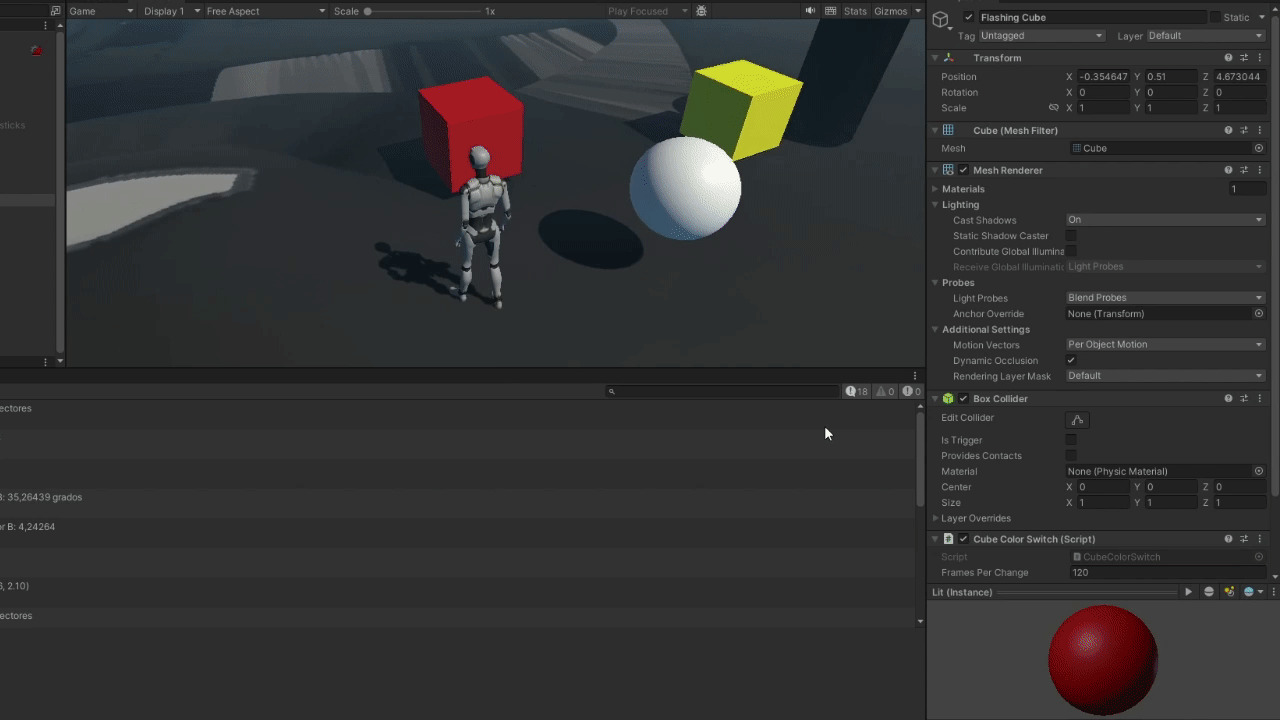 Game Display 1 Free Aspect Scale 1x Play Focused Stats Gizmos
sticks
18 0 0
ectores
3: 35,26439 grados
or B: 4,24264
, 2.10)
ectores
Flashing Cube Static
Tag Untagged Layer Default
Transform
Position X -0.354647 Y 0.51 Z 4.673044
Rotation X 0 Y 0 Z 0
Scale X 1 Y 1 Z 1
Cube (Mesh Filter)
Mesh Cube
Mesh Renderer
Materials 1
Lighting
Cast Shadows On
Static Shadow Caster
Contribute Global Illumina
Receive Global Illuminatic Light Probes
Probes
Light Probes Blend Probes
Anchor Override None (Transform)
Additional Settings
Motion Vectors Per Object Motion
Dynamic Occlusion
Rendering Layer Mask Default
Box Collider
Edit Collider
Is Trigger
Provides Contacts
Material None (Physic Material)
Center X 0 Y 0 Z 0
Size X 1 Y 1 Z 1
Layer Overrides
Cube Color Switch (Script)
Script CubeColorSwitch
Frames Per Change 120
Lit (Instance)